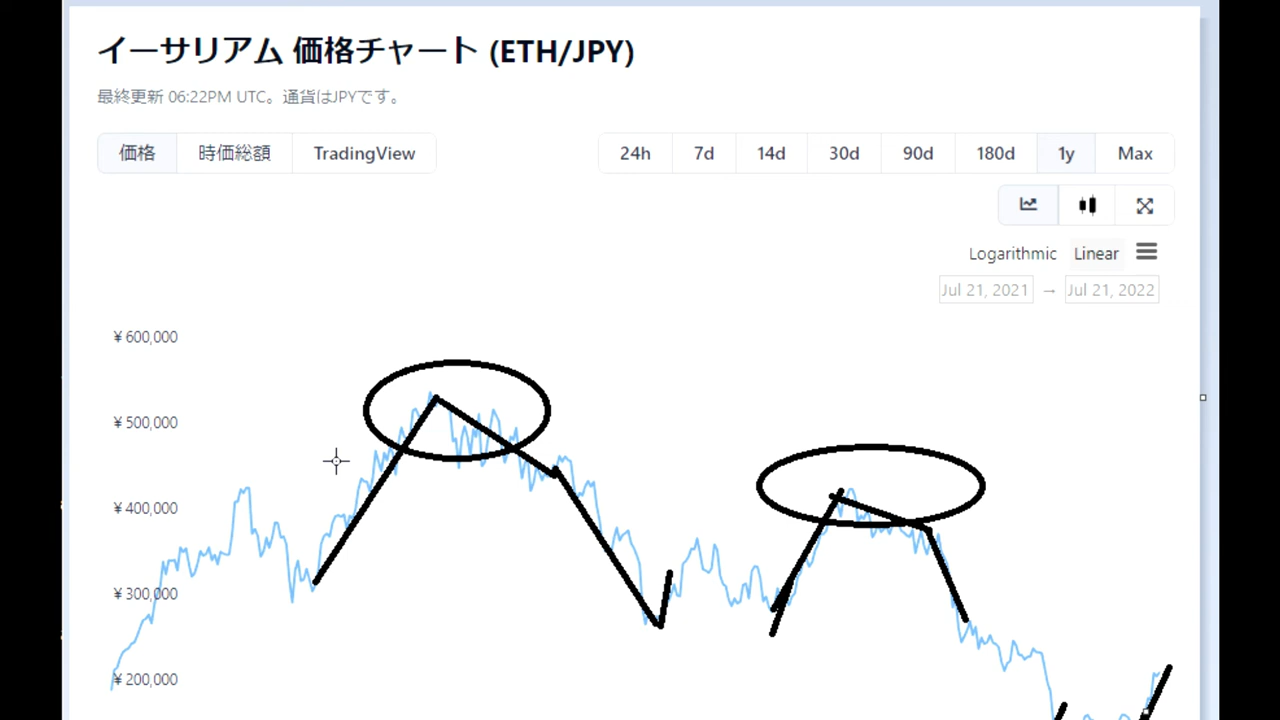 イーサリアム 価格チャート (ETH/JPY)
最終更新 06:22PM UTC。通貨はJPYです。
価格 時価総額 TradingView 24h 7d 14d 30d 90d 180d 1y Max
Logarithmic Linear
Jul 21, 2021 → Jul 21, 2022
¥600,000
¥500,000
¥400,000
¥300,000
¥200,000